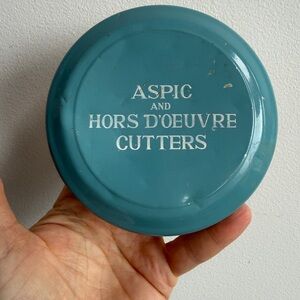 ASPIC
AND
HORS D'OEUVRE
CUTTERS